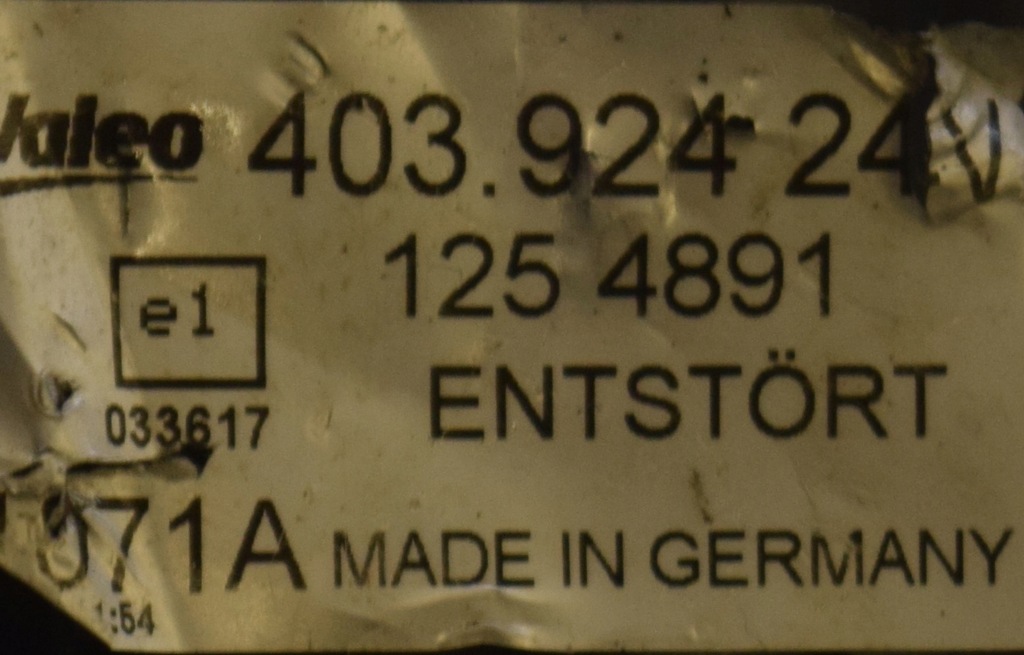 Valeo 403.924 24V
125 4891
e1
ENTSTÖRT
033617
071A MADE IN GERMANY
1:54